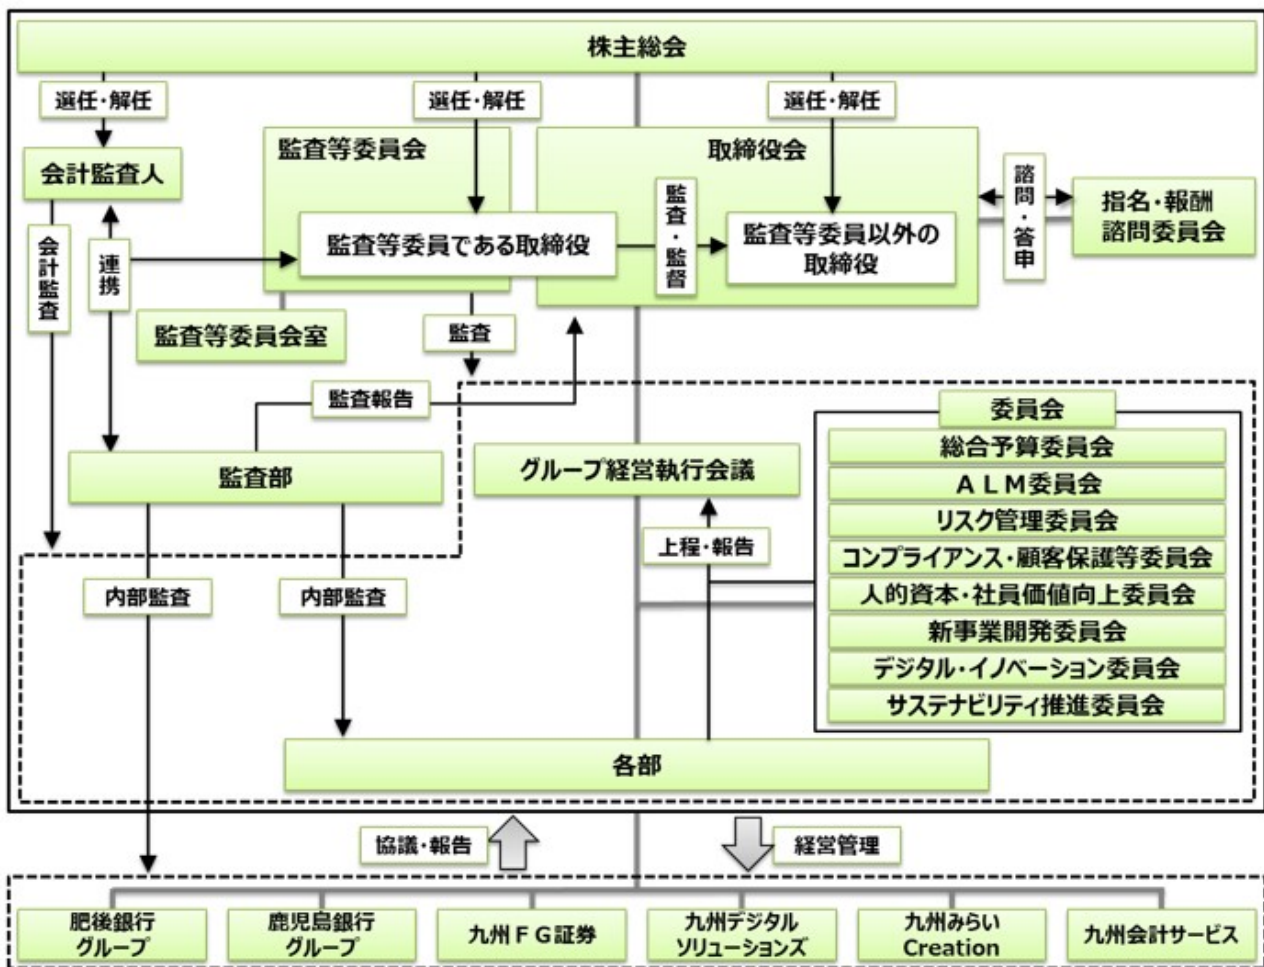 株主総会
選任・解任
選任・解任
選任・解任
監査等委員会
取締役会
会計監査人
諮問・答申
指名・報酬
諮問委員会
監査・監督
監査等委員である取締役
監査等委員以外の
取締役
会計監査
連携
監査等委員会室
監査
監査報告
委員会
総合予算委員会
グループ経営執行会議
監査部
ＡＬＭ委員会
リスク管理委員会
上程・報告
コンプライアンス・顧客保護等委員会
内部監査
内部監査
人的資本・社員価値向上委員会
新事業開発委員会
デジタル・イノベーション委員会
サステナビリティ推進委員会
各部
協議・報告
経営管理
肥後銀行
グループ
鹿児島銀行
グループ
九州ＦＧ証券
九州デジタル
ソリューションズ
九州みらい
Creation
九州会計サービス